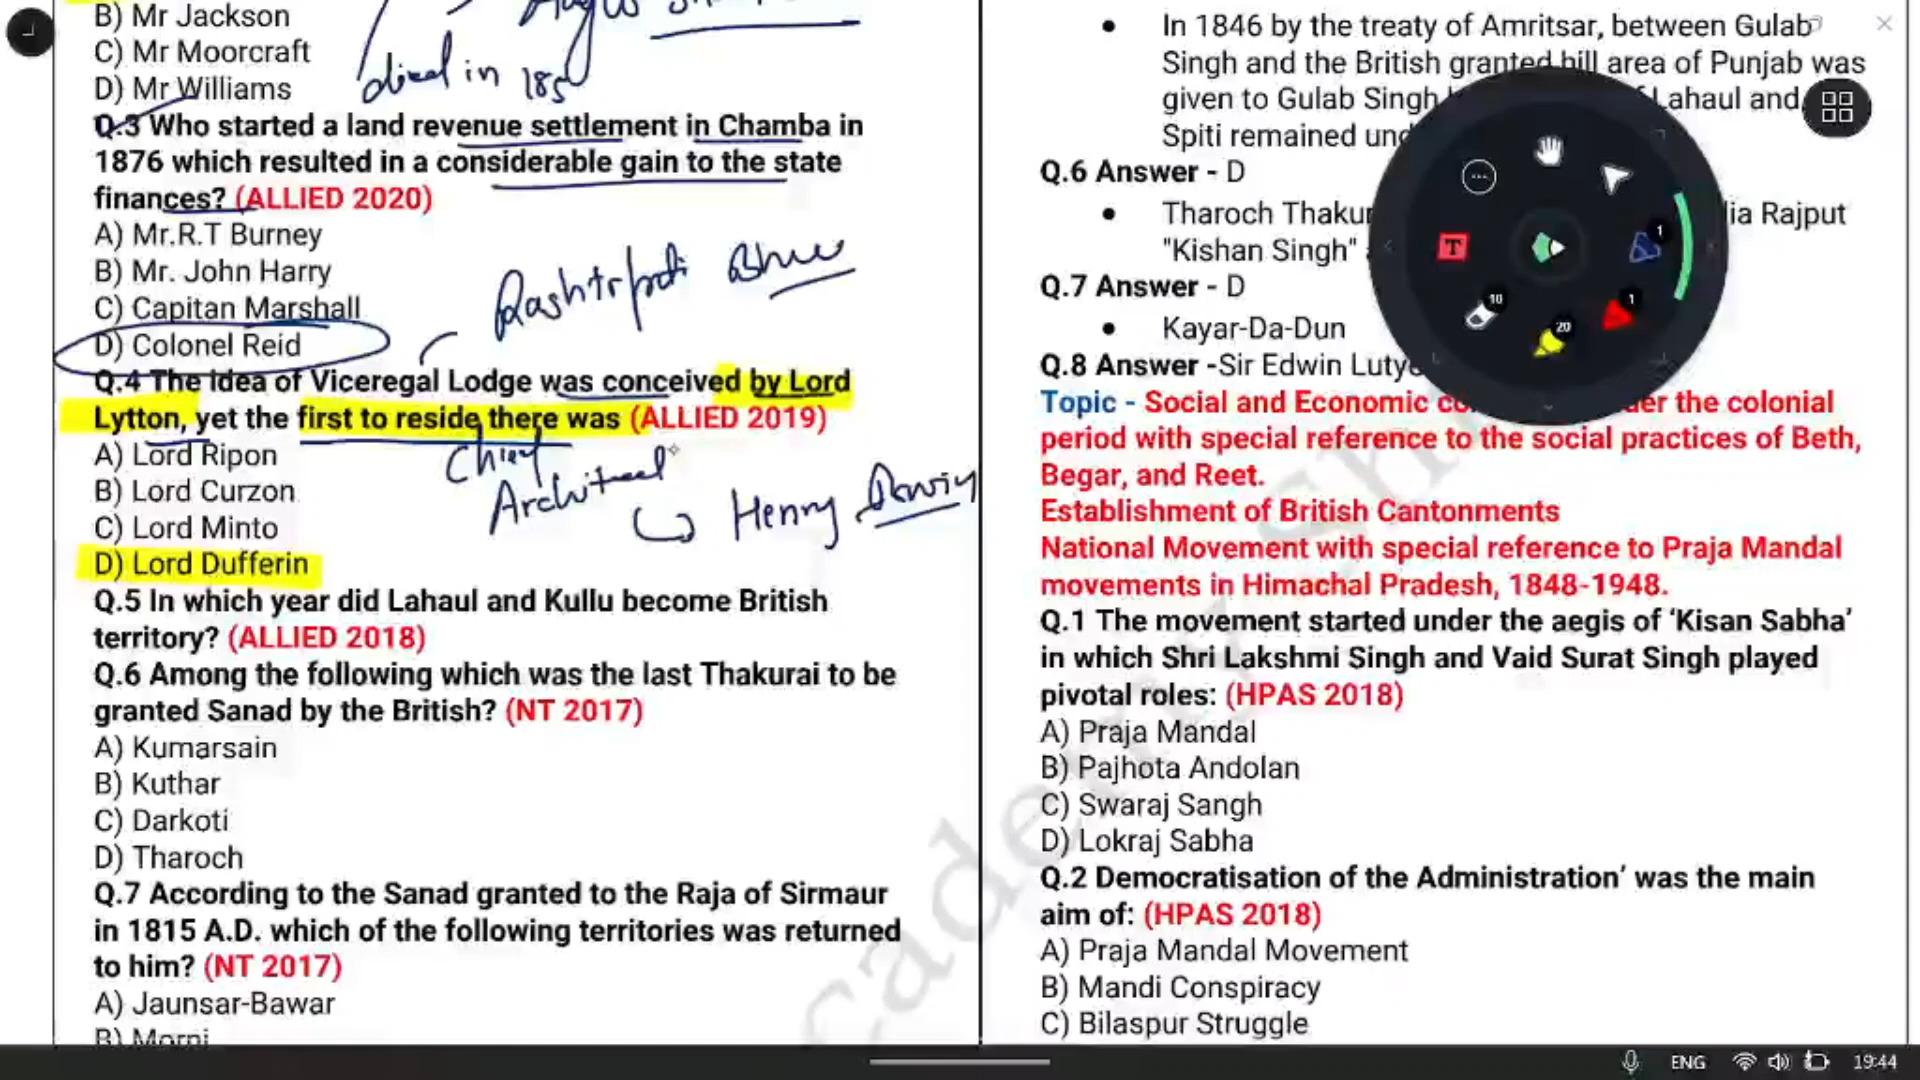 B) Mr Jackson
C) Mr Moorcraft
D) Mr Williams
died in 185
Q.3 Who started a land revenue settlement in Chamba in
1876 which resulted in a considerable gain to the state
finances? (ALLIED 2020)
A) Mr.R.T Burney
B) Mr. John Harry
C) Capitan Marshall
D) Colonel Reid
Rashtrpati
Q.4 The idea of Viceregal Lodge was conceived by Lord
Lytton, yet the first to reside there was (ALLIED 2019)
A) Lord Ripon
B) Lord Curzon
C) Lord Minto
D) Lord Dufferin
Chief
Henry
Q.5 In which year did Lahaul and Kullu become British
territory? (ALLIED 2018)
Q.6 Among the following which was the last Thakurai to be
granted Sanad by the British? (NT 2017)
A) Kumarsain
B) Kuthar
C) Darkoti
D) Tharoch
Q.7 According to the Sanad granted to the Raja of Sirmaur
in 1815 A.D. which of the following territories was returned
to him? (NT 2017)
A) Jaunsar-Bawar
B) Morni
In 1846 by the treaty of Amritsar, between Gulab
Singh and the British granted hill area of Punjab was
given to Gulab Singh Lahaul and
Spiti remained
Q.6 Answer - D
Tharoch Rajput
"Kishan Singh"
Q.7 Answer - D
Kayar-Da-Dun
Q.8 Answer -Sir Edwin
Topic - Social and Economic the colonial
period with special reference to the social practices of Beth,
Begar, and Reet.
Establishment of British Cantonments
National Movement with special reference to Praja Mandal
movements in Himachal Pradesh, 1848-1948.
Q.1 The movement started under the aegis of ‘Kisan Sabha’
in which Shri Lakshmi Singh and Vaid Surat Singh played
pivotal roles: (HPAS 2018)
A) Praja Mandal
B) Pajhota Andolan
C) Swaraj Sangh
D) Lokraj Sabha
Q.2 Democratisation of the Administration’ was the main
aim of: (HPAS 2018)
A) Praja Mandal Movement
B) Mandi Conspiracy
C) Bilaspur Struggle
T
1
10
1
20
ENG
19:44